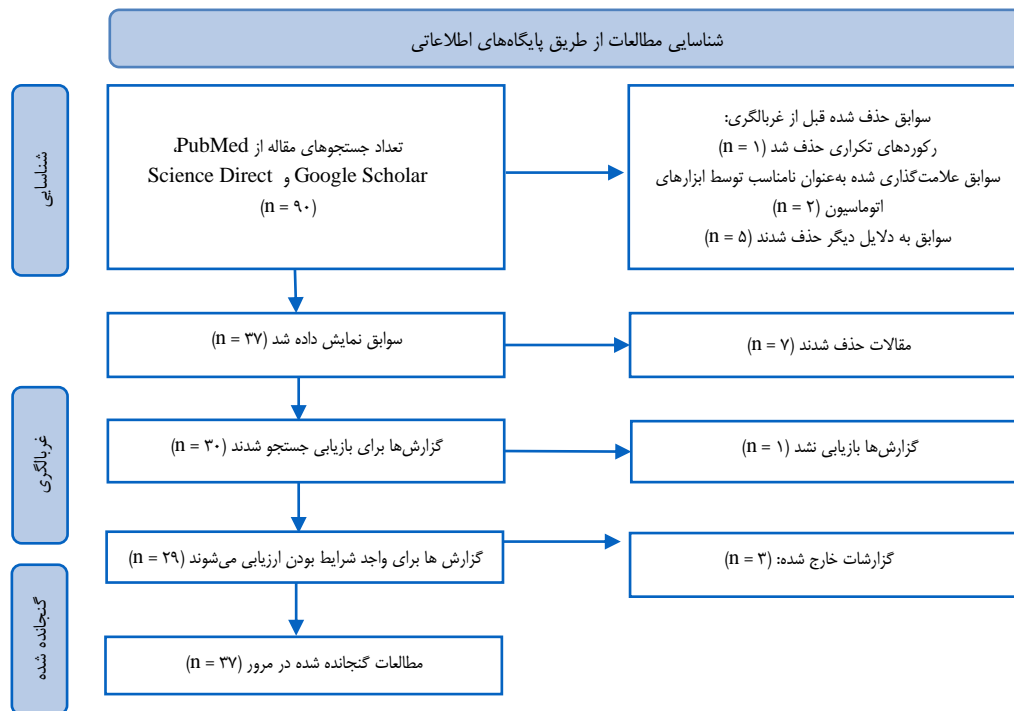 شناسایی مطالعات از طریق پایگاه‌های اطلاعاتی
شناسایی
تعداد جستجوهای مقاله از PubMed،
Google Scholar و Science Direct
(n = ۹۰)
سوابق حذف شده قبل از غربالگری:
رکوردهای تکراری حذف شد (n = ۱)
سوابق علامت‌گذاری شده به‌عنوان نامناسب توسط ابزارهای
اتوماسیون (n = ۲)
سوابق به دلایل دیگر حذف شدند (n = ۵)
سوابق نمایش داده شد (n = ۳۷)
مقالات حذف شدند (n = ۷)
غربالگری
گزارش‌ها برای بازیابی جستجو شدند (n = ۳۰)
گزارش‌ها بازیابی نشد (n = ۱)
گزارش ها برای واجد شرایط بودن ارزیابی می‌شوند (n = ۲۹)
گزارشات خارج شده: (n = ۳)
گنجانده شده
مطالعات گنجانده شده در مرور (n = ۳۷)